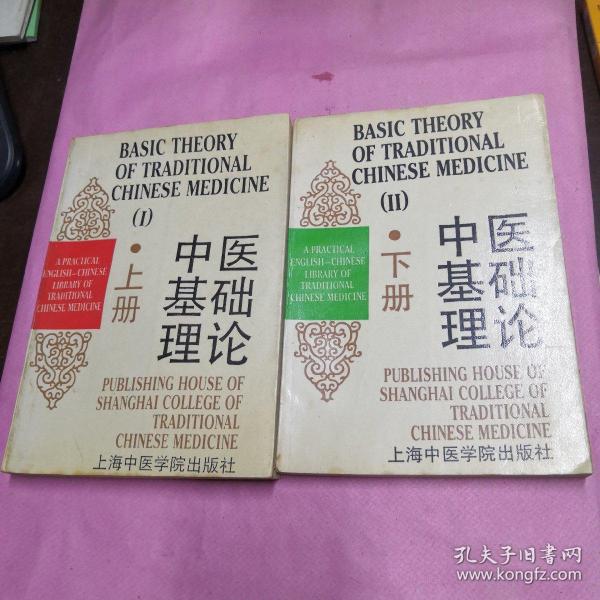 BASIC THEORY
OF TRADITIONAL
CHINESE MEDICINE
(I)
A PRACTICAL
ENGLISH-CHINESE
LIBRARY OF
TRADITIONAL
CHINESE MEDICINE
·上册
中医
基础
理论
PUBLISHING HOUSE OF
SHANGHAI COLLEGE OF
TRADITIONAL
CHINESE MEDICINE
上海中医学院出版社
BASIC THEORY
OF TRADITIONAL
CHINESE MEDICINE
(II)
A PRACTICAL
ENGLISH-CHINESE
LIBRARY OF
TRADITIONAL
CHINESE MEDICINE
·下册
中医
基础
理论
PUBLISHING HOUSE OF
SHANGHAI COLLEGE OF
TRADITIONAL
CHINESE MEDICINE
上海中医学院出版社
孔夫子旧书网
www.kongfz.com